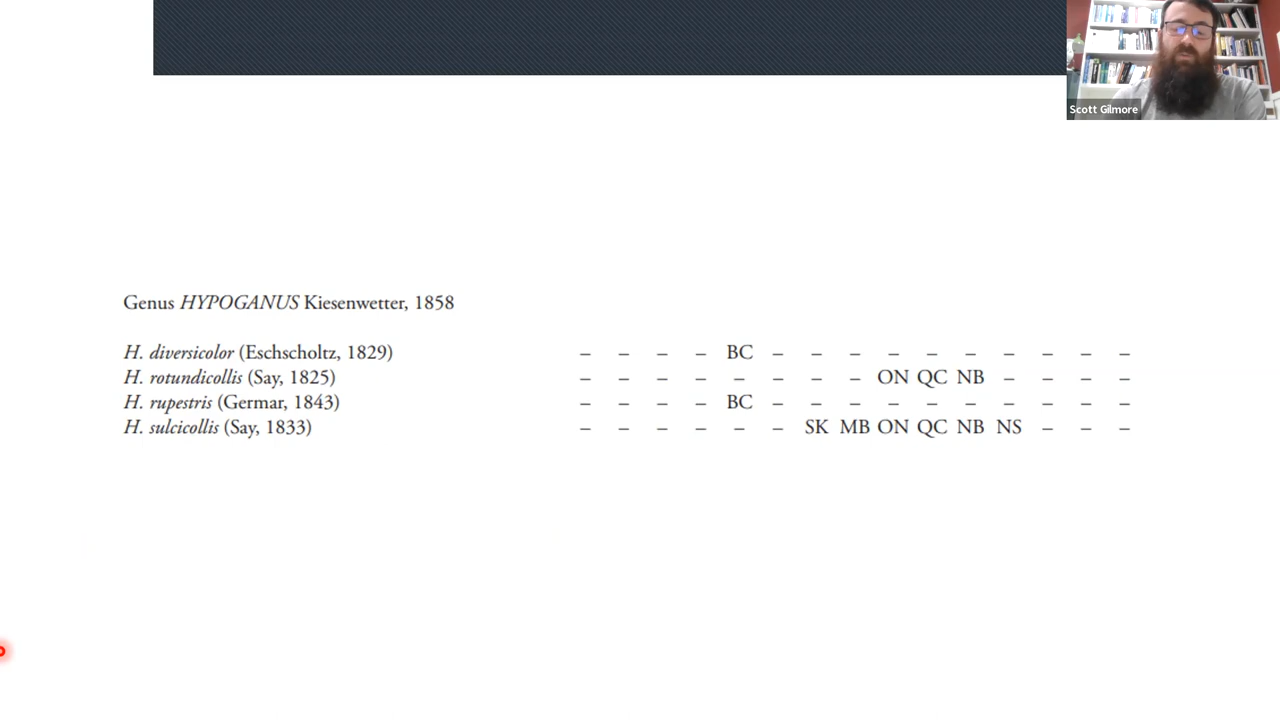 Scott Gilmore
Genus HYPOGANUS Kiesenwetter, 1858
H. diversicolor (Eschscholtz, 1829) – – – – BC – – – – – – – – – –
H. rotundicollis (Say, 1825) – – – – – – – – ON QC NB – – – –
H. rupestris (Germar, 1843) – – – – BC – – – – – – – – – –
H. sulcicollis (Say, 1833) – – – – – – SK MB ON QC NB NS – – –